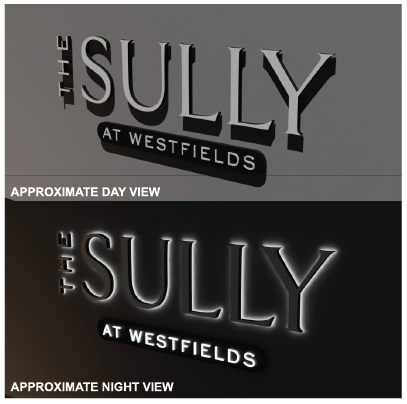 THE
SULLY
AT WESTFIELDS
APPROXIMATE DAY VIEW
THE
SULLY
AT WESTFIELDS
APPROXIMATE NIGHT VIEW